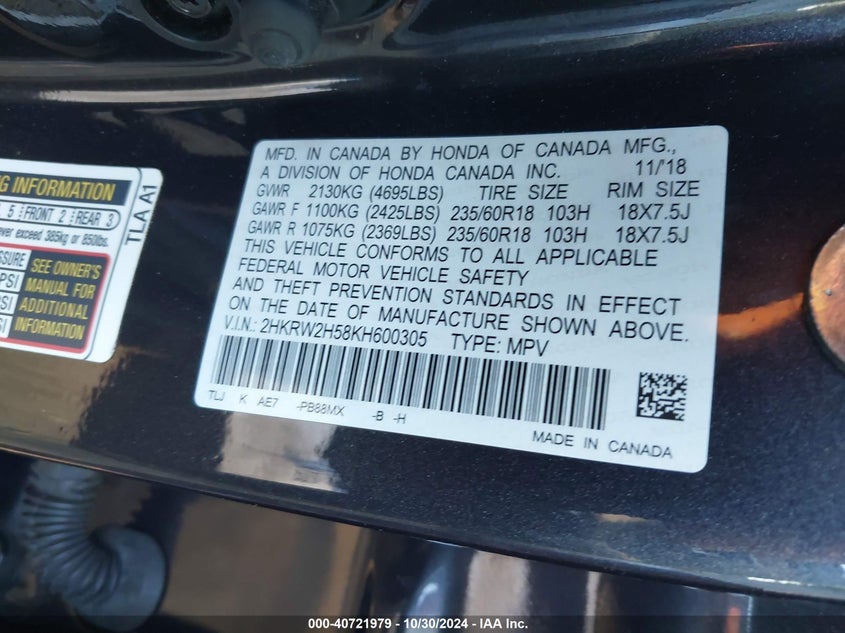 G INFORMATION
5 FRONT 2 REAR 3
ever exceed 385kg or 850lbs.
SSURE
PSI
SI
SI
SEE OWNER'S
MANUAL FOR
ADDITIONAL
INFORMATION
TLA A1
MFD. IN CANADA BY HONDA OF CANADA MFG.,
A DIVISION OF HONDA CANADA INC. 11/'18
GVWR 2130KG (4695LBS) TIRE SIZE RIM SIZE
GAWR F 1100KG (2425LBS) 235/60R18 103H 18X7.5J
GAWR R 1075KG (2369LBS) 235/60R18 103H 18X7.5J
THIS VEHICLE CONFORMS TO ALL APPLICABLE
FEDERAL MOTOR VEHICLE SAFETY
AND THEFT PREVENTION STANDARDS IN EFFECT
ON THE DATE OF MANUFACTURE SHOWN ABOVE.
V.I.N.: 2HKRW2H58KH600305 TYPE: MPV
TLJ K AE7 -PB88MX -B -H
MADE IN CANADA
000-40721979 - 10/30/2024 - IAA Inc.